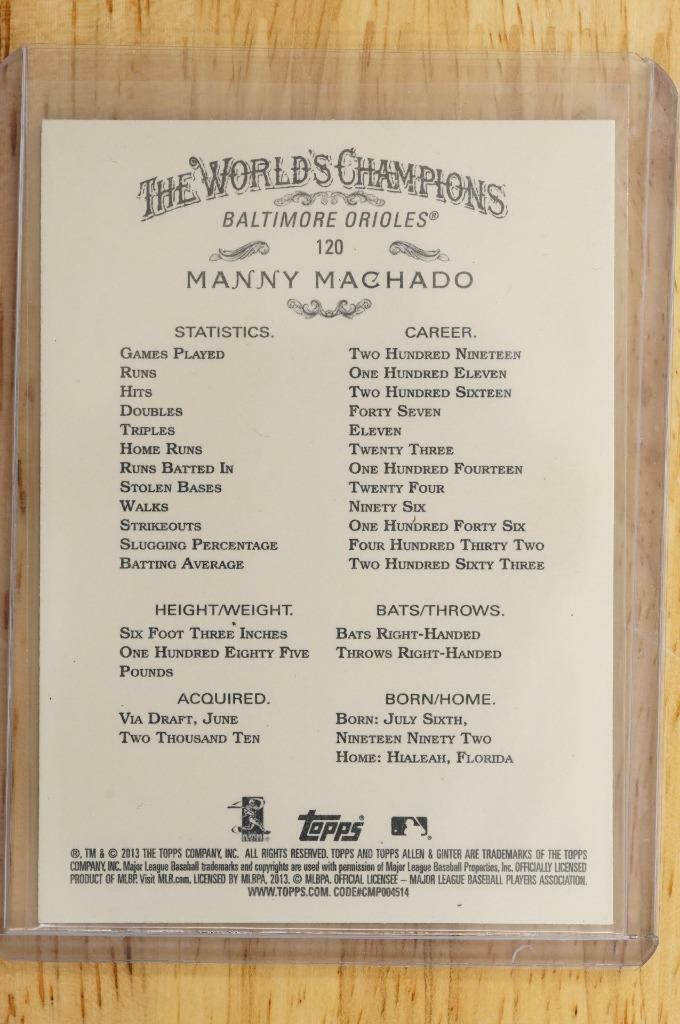 THE WORLD'S CHAMPIONS
BALTIMORE ORIOLES®
120
MANNY MACHADO
STATISTICS. CAREER.
GAMES PLAYED TWO HUNDRED NINETEEN
RUNS ONE HUNDRED ELEVEN
HITS TWO HUNDRED SIXTEEN
DOUBLES FORTY SEVEN
TRIPLES ELEVEN
HOME RUNS TWENTY THREE
RUNS BATTED IN ONE HUNDRED FOURTEEN
STOLEN BASES TWENTY FOUR
WALKS NINETY SIX
STRIKEOUTS ONE HUNDRED FORTY SIX
SLUGGING PERCENTAGE FOUR HUNDRED THIRTY TWO
BATTING AVERAGE TWO HUNDRED SIXTY THREE
HEIGHT/WEIGHT. BATS/THROWS.
SIX FOOT THREE INCHES BATS RIGHT-HANDED
ONE HUNDRED EIGHTY FIVE THROWS RIGHT-HANDED
POUNDS
ACQUIRED. BORN/HOME.
VIA DRAFT, JUNE BORN: JULY SIXTH,
TWO THOUSAND TEN NINETEEN NINETY TWO
HOME: HIALEAH, FLORIDA
topps®
®, TM & © 2013 THE TOPPS COMPANY, INC. ALL RIGHTS RESERVED. TOPPS AND TOPPS ALLEN & GINTER ARE TRADEMARKS OF THE TOPPS
COMPANY, INC. Major League Baseball trademarks and copyrights are used with permission of Major League Baseball Properties, Inc. OFFICIALLY LICENSED
PRODUCT OF MLBP. Visit MLB.com. LICENSED BY MLBPA, 2013. © MLBPA. OFFICIAL LICENSEE – MAJOR LEAGUE BASEBALL PLAYERS ASSOCIATION.
WWW.TOPPS.COM. CODE#CMP004514